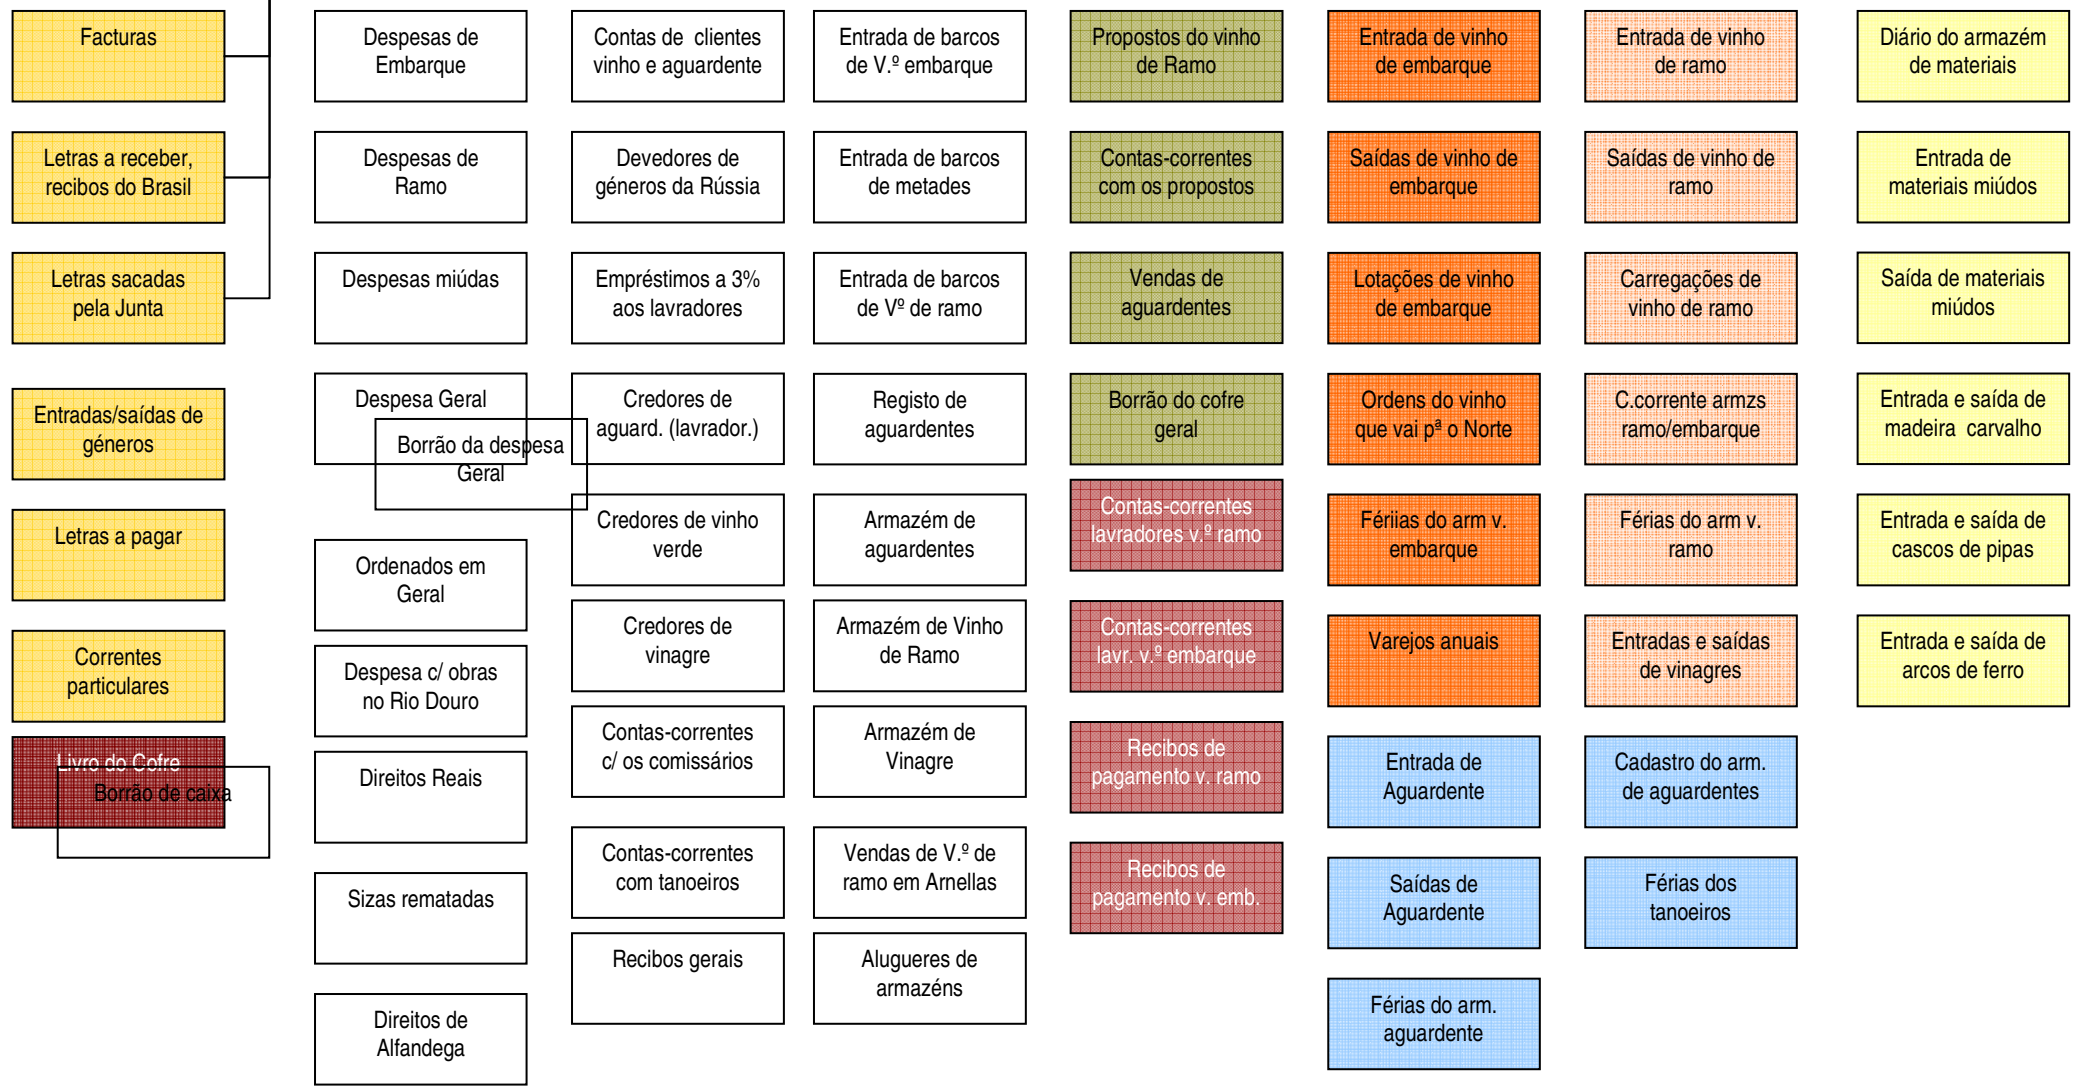 Facturas
Letras a receber,
recibos do Brasil
Letras sacadas
pela Junta
Entradas/saídas de
géneros
Letras a pagar
Correntes
particulares
Livro do Cofre
Borrão de caixa
Despesas de
Embarque
Despesas de
Ramo
Despesas miúdas
Despesa Geral
Borrão da despesa
Geral
Ordenados em
Geral
Despesa c/ obras
no Rio Douro
Direitos Reais
Sizas rematadas
Direitos de
Alfandega
Contas de clientes
vinho e aguardente
Devedores de
géneros da Rússia
Empréstimos a 3%
aos lavradores
Credores de
aguard. (lavrador.)
Credores de vinho
verde
Credores de
vinagre
Contas-correntes
c/ os comissários
Contas-correntes
com tanoeiros
Recibos gerais
Entrada de barcos
de V.º embarque
Entrada de barcos
de metades
Entrada de barcos
de Vº de ramo
Registo de
aguardentes
Armazém de
aguardentes
Armazém de Vinho
de Ramo
Armazém de
Vinagre
Vendas de V.º de
ramo em Arnellas
Alugueres de
armazéns
Propostos do vinho
de Ramo
Contas-correntes
com os propostos
Vendas de
aguardentes
Borrão do cofre
geral
Contas-correntes
lavradores v.º ramo
Contas-correntes
lavr. v.º embarque
Recibos de
pagamento v. ramo
Recibos de
pagamento v. emb.
Entrada de vinho
de embarque
Saídas de vinho de
embarque
Lotações de vinho
de embarque
Ordens do vinho
que vai pª o Norte
Fériias do arm v.
embarque
Varejos anuais
Entrada de
Aguardente
Saídas de
Aguardente
Férias do arm.
aguardente
Entrada de vinho
de ramo
Saídas de vinho de
ramo
Carregações de
vinho de ramo
C.corrente armzs
ramo/embarque
Férias do arm v.
ramo
Entradas e saídas
de vinagres
Cadastro do arm.
de aguardentes
Férias dos
tanoeiros
Diário do armazém
de materiais
Entrada de
materiais miúdos
Saída de materiais
miúdos
Entrada e saída de
madeira carvalho
Entrada e saída de
cascos de pipas
Entrada e saída de
arcos de ferro